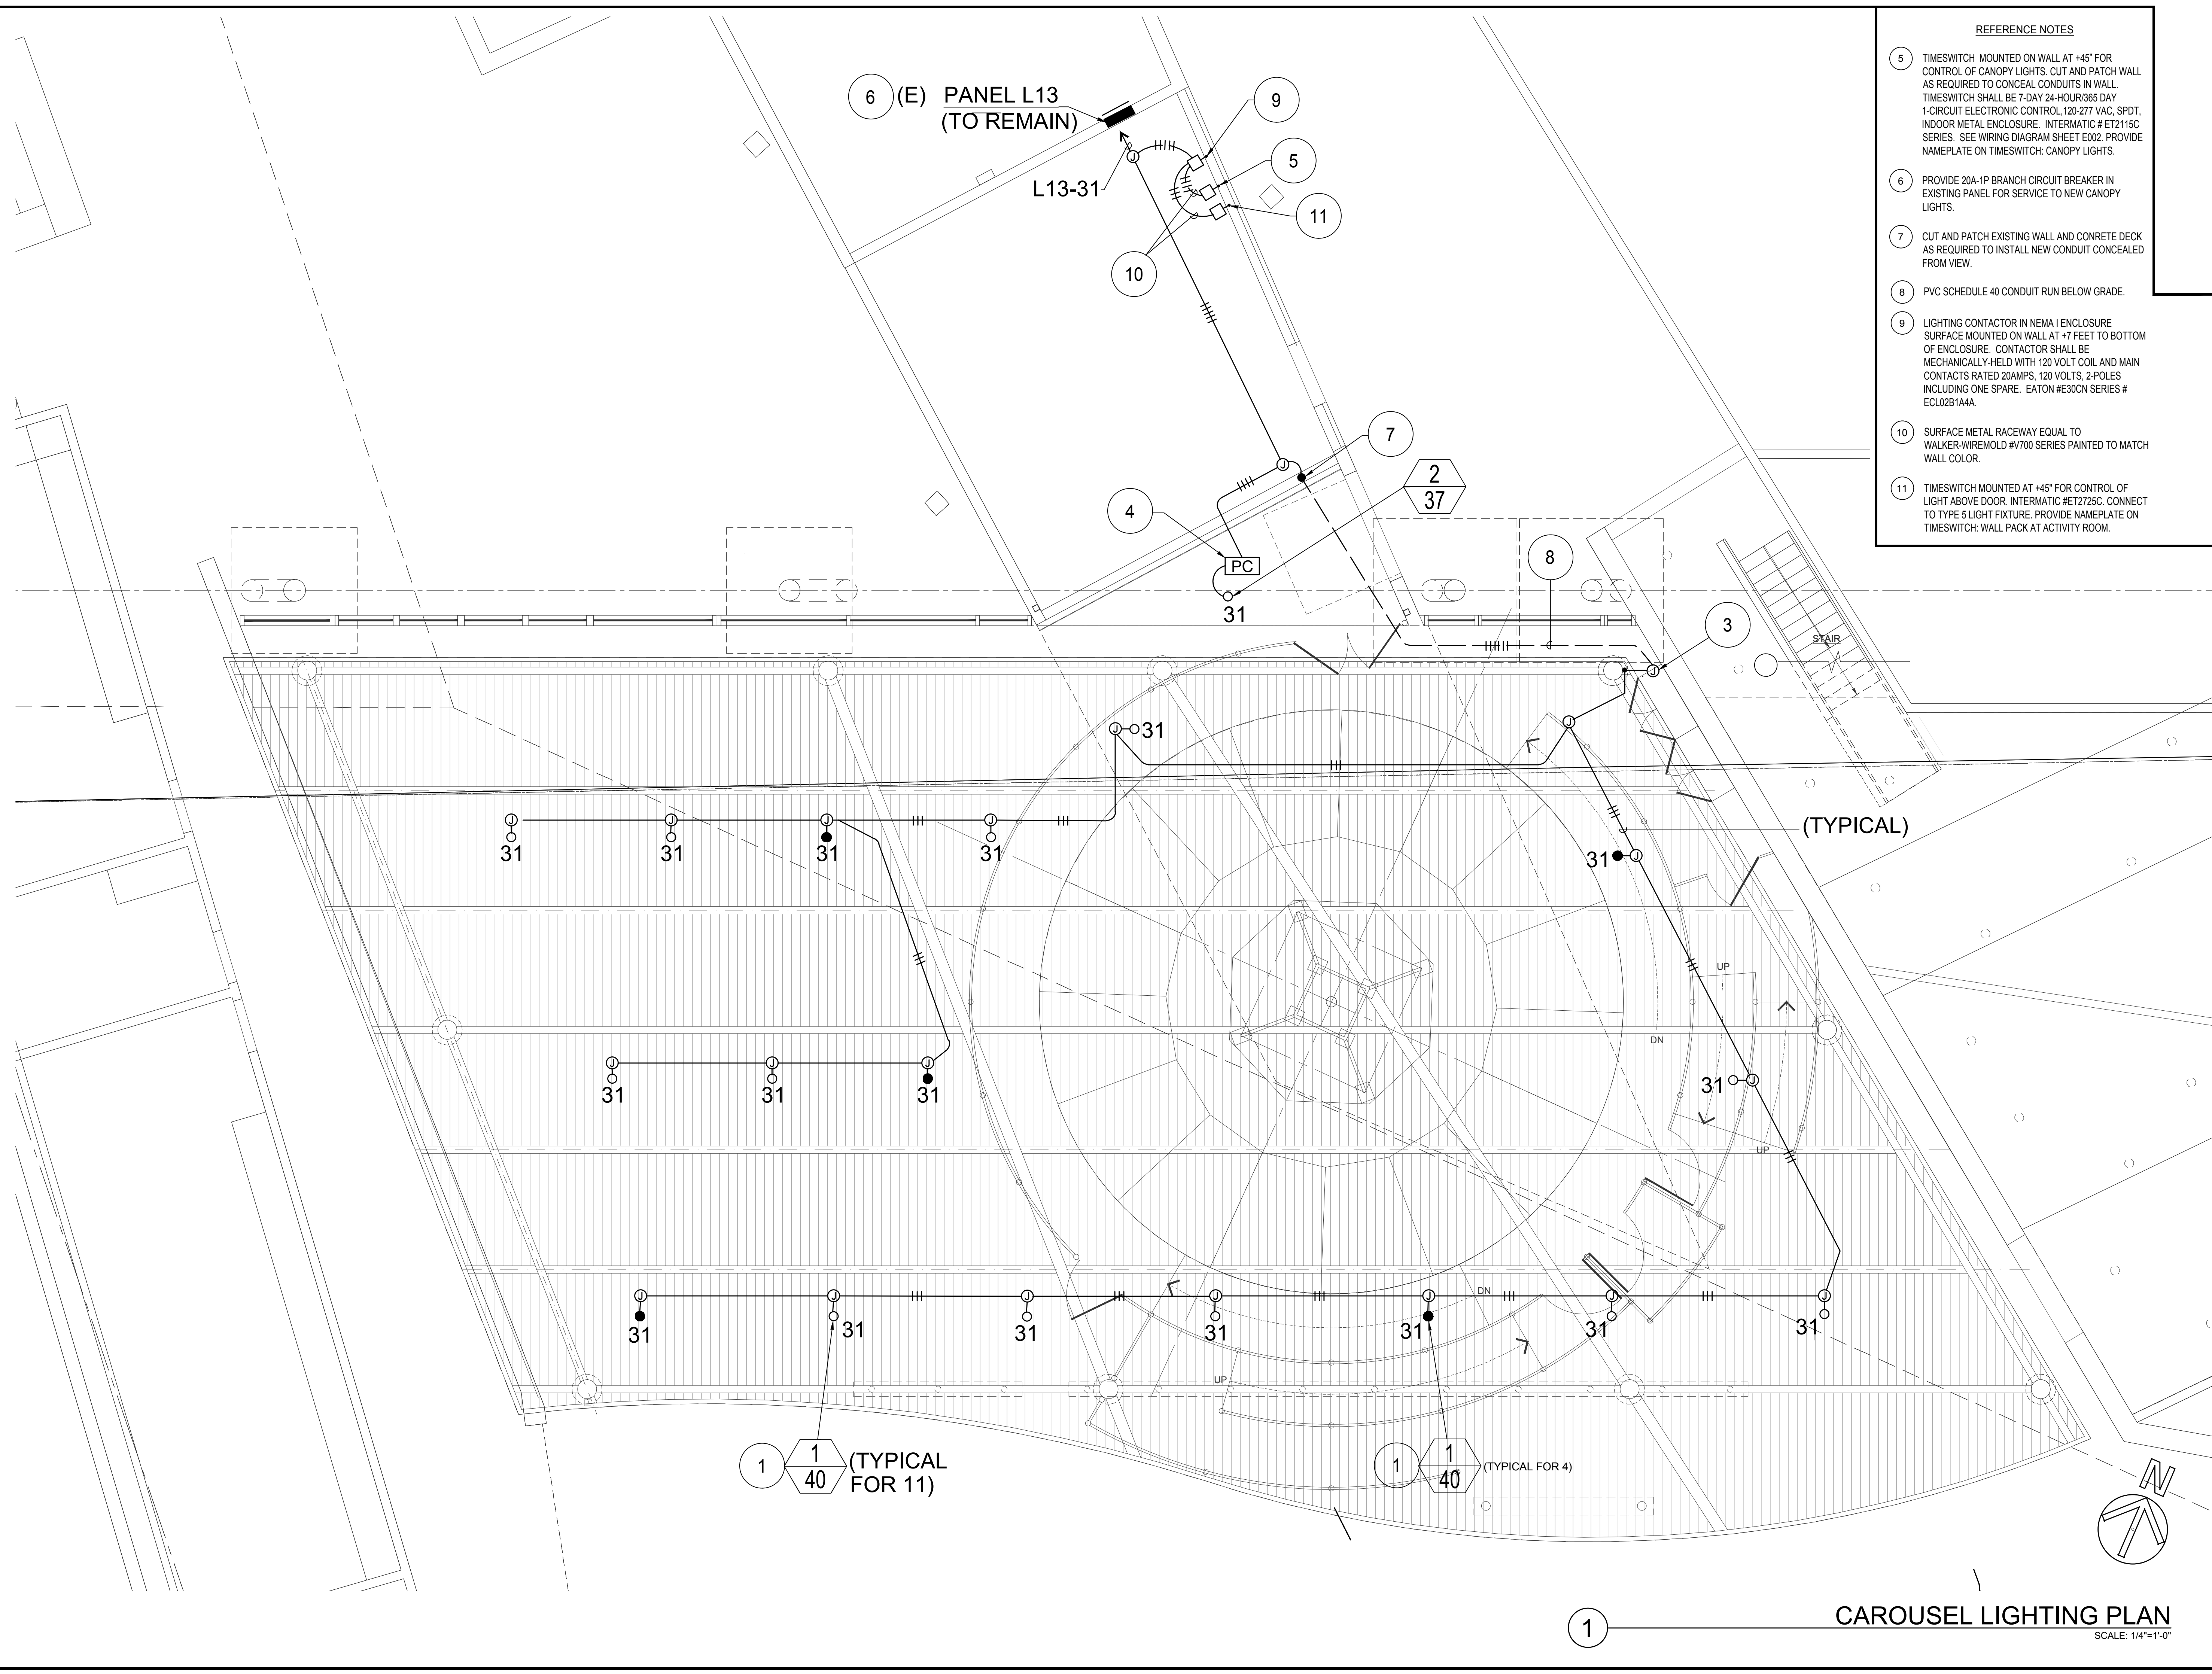 REFERENCE NOTES
5 TIMESWITCH MOUNTED ON WALL AT +45" FOR
CONTROL OF CANOPY LIGHTS. CUT AND PATCH WALL
AS REQUIRED TO CONCEAL CONDUITS IN WALL.
TIMESWITCH SHALL BE 7-DAY 24-HOUR/365 DAY
1-CIRCUIT ELECTRONIC CONTROL,120-277 VAC, SPDT,
INDOOR METAL ENCLOSURE. INTERMATIC # ET2115C
SERIES. SEE WIRING DIAGRAM SHEET E002. PROVIDE
NAMEPLATE ON TIMESWITCH: CANOPY LIGHTS.
6 PROVIDE 20A-1P BRANCH CIRCUIT BREAKER IN
EXISTING PANEL FOR SERVICE TO NEW CANOPY
LIGHTS.
7 CUT AND PATCH EXISTING WALL AND CONRETE DECK
AS REQUIRED TO INSTALL NEW CONDUIT CONCEALED
FROM VIEW.
8 PVC SCHEDULE 40 CONDUIT RUN BELOW GRADE.
9 LIGHTING CONTACTOR IN NEMA I ENCLOSURE
SURFACE MOUNTED ON WALL AT +7 FEET TO BOTTOM
OF ENCLOSURE. CONTACTOR SHALL BE
MECHANICALLY-HELD WITH 120 VOLT COIL AND MAIN
CONTACTS RATED 20AMPS, 120 VOLTS, 2-POLES
INCLUDING ONE SPARE. EATON #E30CN SERIES #
ECL02B1A4A.
10 SURFACE METAL RACEWAY EQUAL TO
WALKER-WIREMOLD #V700 SERIES PAINTED TO MATCH
WALL COLOR.
11 TIMESWITCH MOUNTED AT +45" FOR CONTROL OF
LIGHT ABOVE DOOR. INTERMATIC #ET2725C. CONNECT
TO TYPE 5 LIGHT FIXTURE. PROVIDE NAMEPLATE ON
TIMESWITCH: WALL PACK AT ACTIVITY ROOM.
6 (E) PANEL L13
(TO REMAIN)
9
J
5
L13-31
11
10
7
J
2
37
4
PC
31
8
3
STAIR
J
J
J 31
(TYPICAL)
J J J J
31 31 31 31
31 J
UP
DN
J J J
31 31 31
31 J
UP
DN
J J J J J J J
31 31 31 31 31 31 31
UP
1
1
40
(TYPICAL
FOR 11)
1
1
40
(TYPICAL FOR 4)
N
1
CAROUSEL LIGHTING PLAN
SCALE: 1/4"=1'-0"